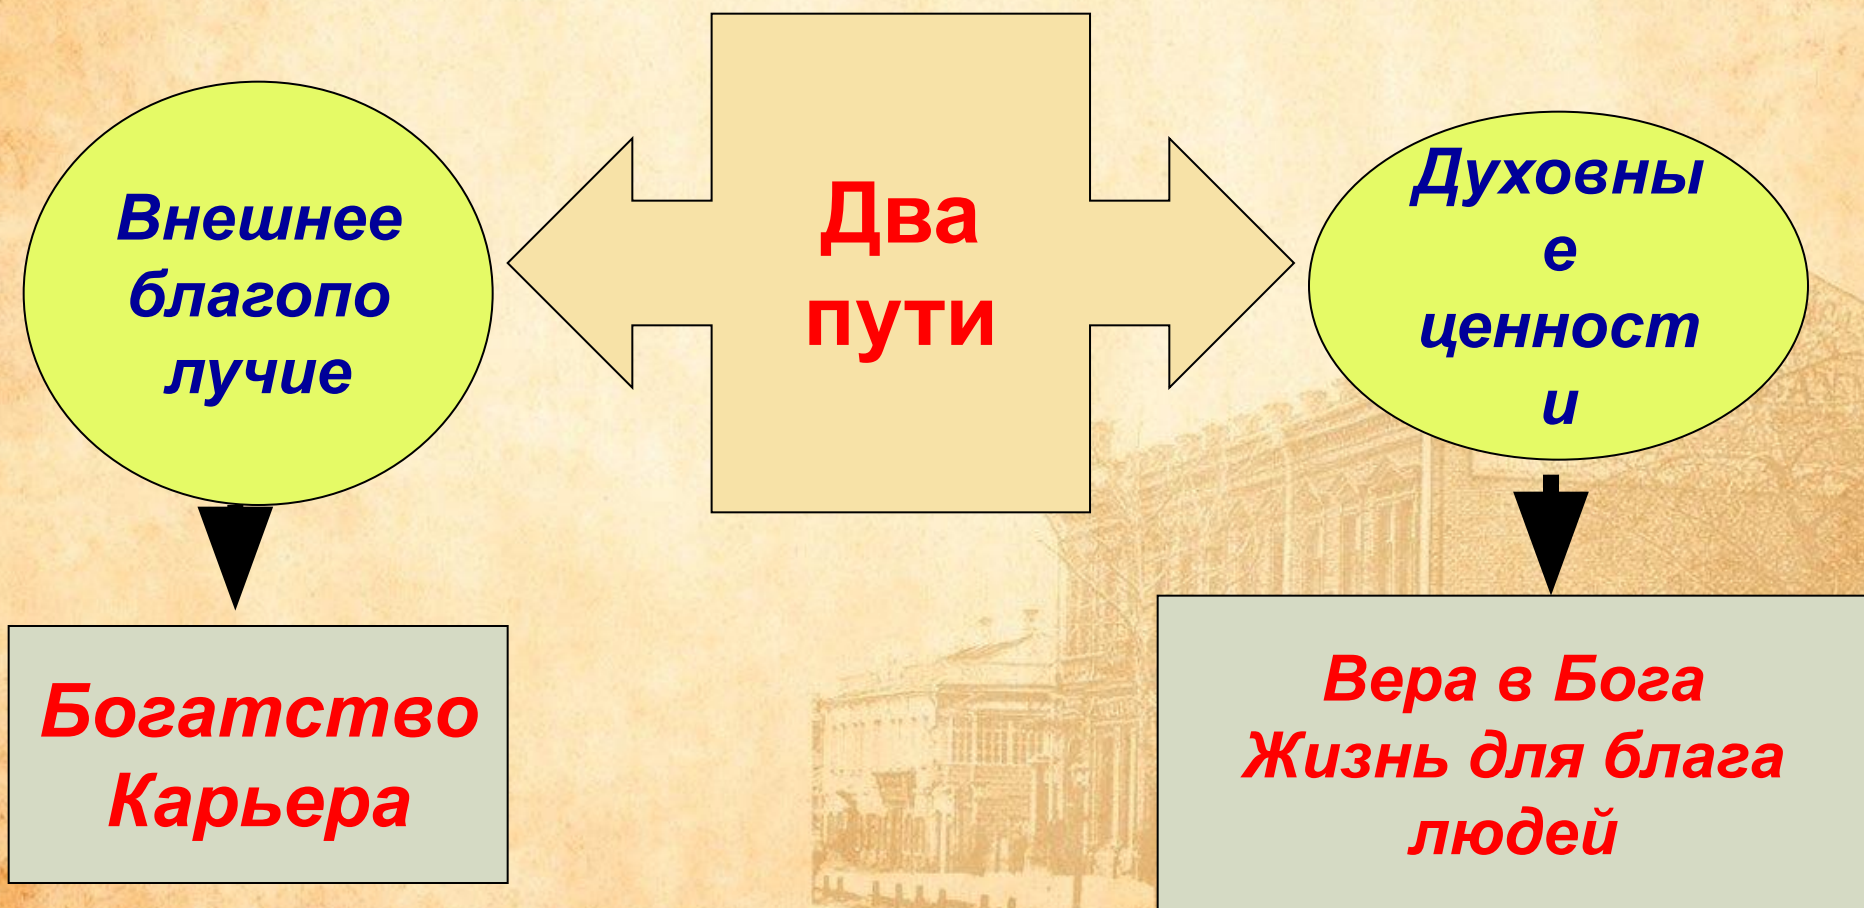 Два
пути
Внешнее
благопо
лучие
Духовны
е
ценност
и
Богатство
Карьера
Вера в Бога
Жизнь для блага
людей